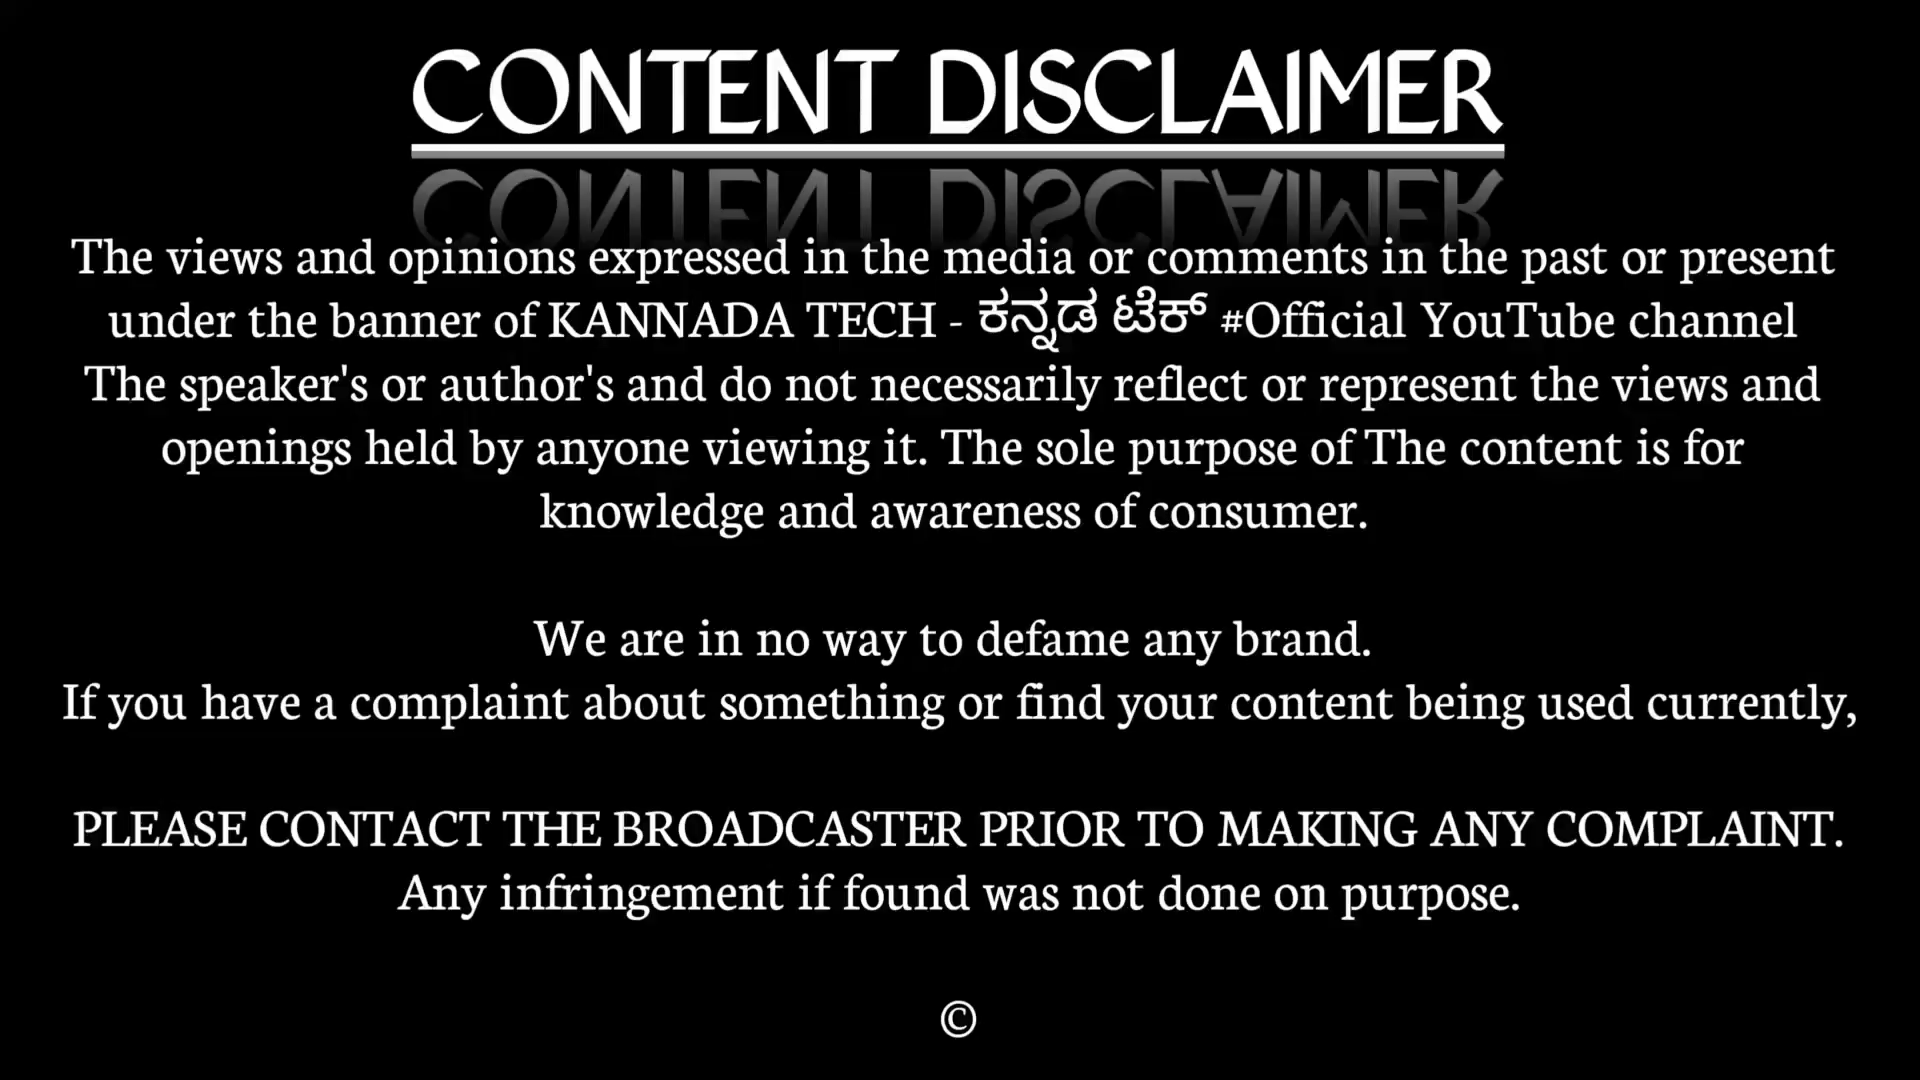 CONTENT DISCLAIMER
The views and opinions expressed in the media or comments in the past or present
under the banner of KANNADA TECH - ಕನ್ನಡ ಟೆಕ್ #Official YouTube channel
The speaker's or author's and do not necessarily reflect or represent the views and
openings held by anyone viewing it. The sole purpose of The content is for
knowledge and awareness of consumer.
We are in no way to defame any brand.
If you have a complaint about something or find your content being used currently,
PLEASE CONTACT THE BROADCASTER PRIOR TO MAKING ANY COMPLAINT.
Any infringement if found was not done on purpose.
©